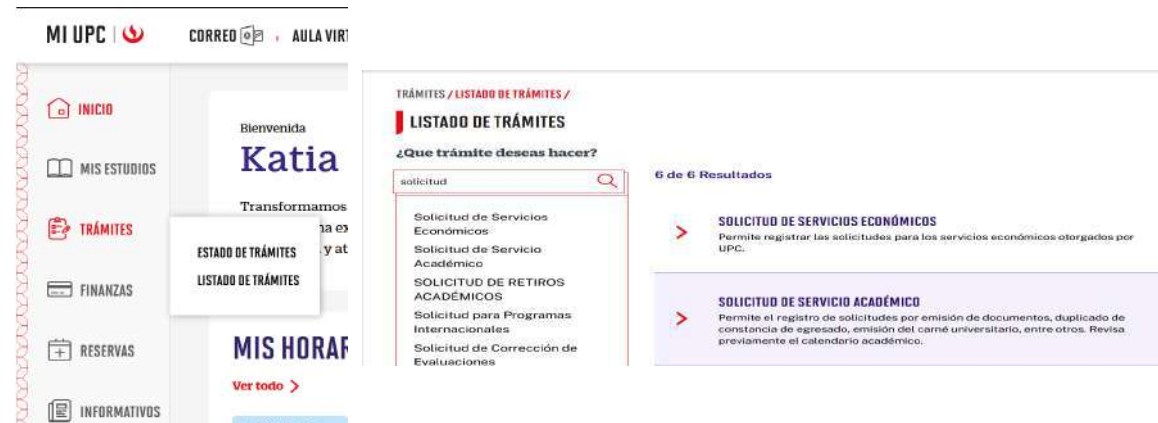 MI UPC
CORREO
AULA VIRT
INICIO
MIS ESTUDIOS
TRÁMITES
FINANZAS
RESERVAS
INFORMATIVOS
Bienvenida
Katia
Transformamos
ESTADO DE TRÁMITES
LISTADO DE TRÁMITES
MIS HORAR
Ver todo
TRÁMITES / LISTADO DE TRÁMITES /
LISTADO DE TRÁMITES
¿Que trámite deseas hacer?
solicitud
Solicitud de Servicios
Económicos
Solicitud de Servicio
Académico
SOLICITUD DE RETIROS
ACADÉMICOS
Solicitud para Programas
Internacionales
Solicitud de Corrección de
Evaluaciones
6 de 6 Resultados
SOLICITUD DE SERVICIOS ECONÓMICOS
Permite registrar las solicitudes para los servicios económicos otorgados por
UPC.
SOLICITUD DE SERVICIO ACADÉMICO
Permite el registro de solicitudes por emisión de documentos, duplicado de
constancia de egresado, emisión del carné universitario, entre otros. Revisa
previamente el calendario académico.